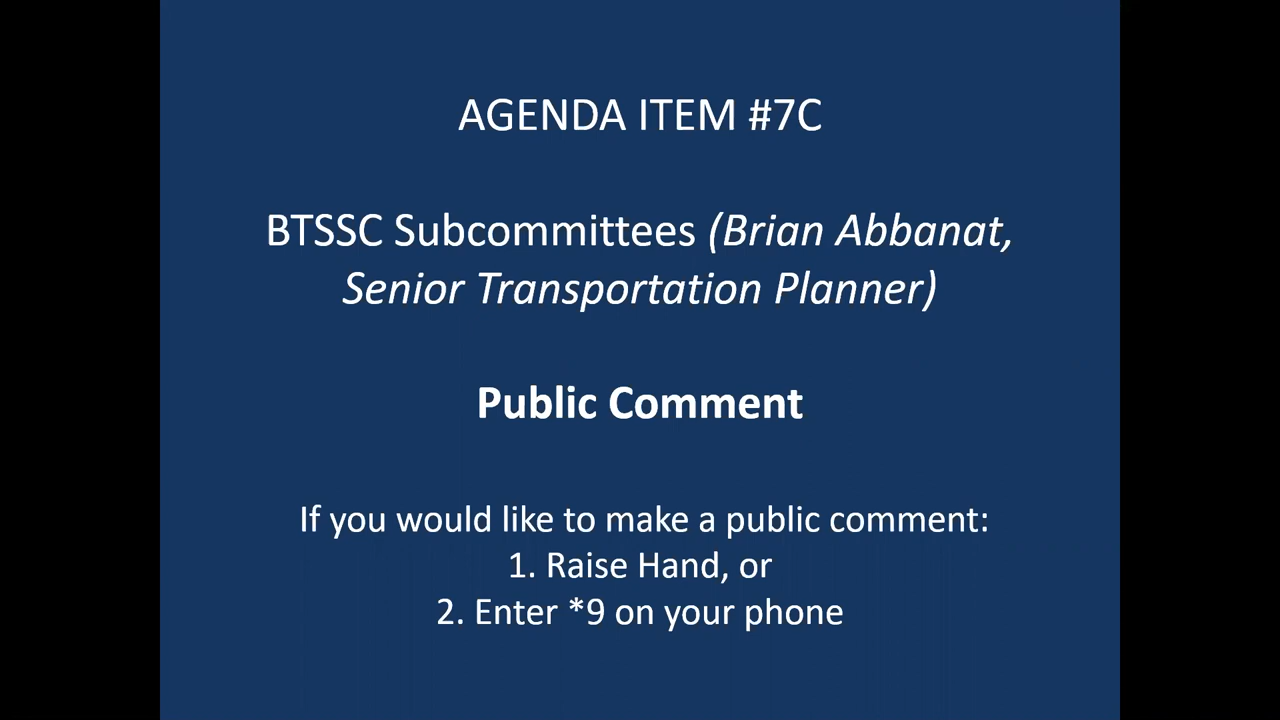 AGENDA ITEM #7C
BTSSC Subcommittees (Brian Abbanat,
Senior Transportation Planner)
Public Comment
If you would like to make a public comment:
1. Raise Hand, or
2. Enter *9 on your phone